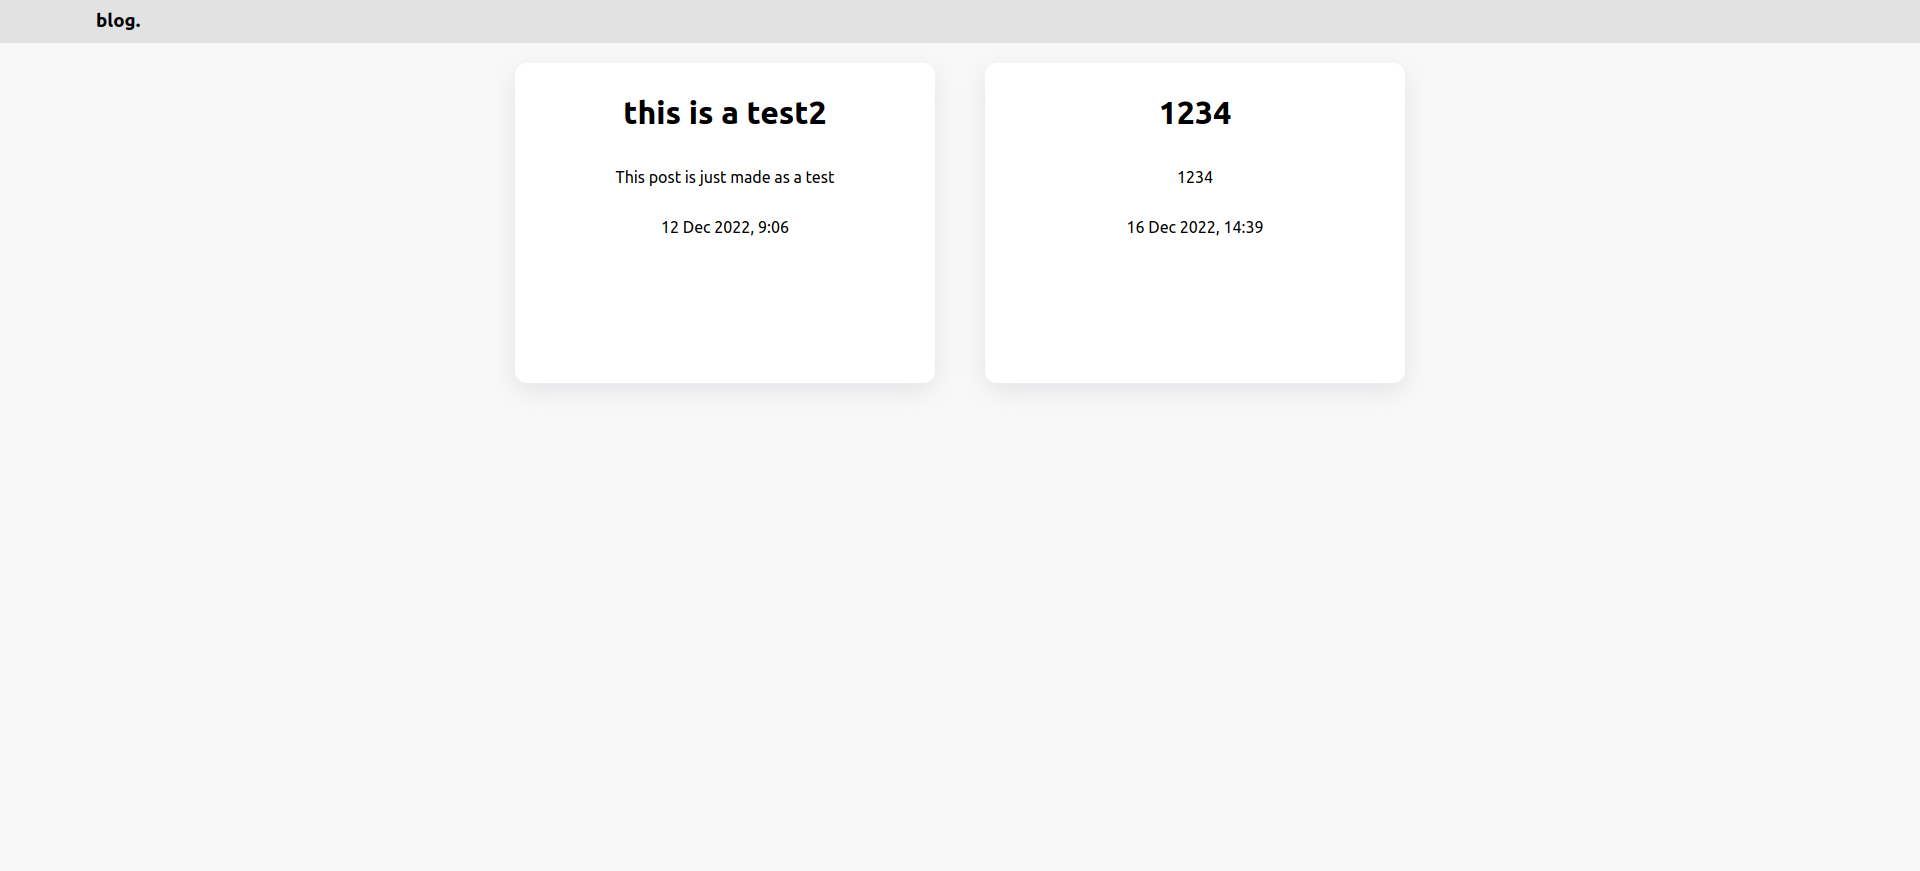 blog.
this is a test2
This post is just made as a test
12 Dec 2022, 9:06
1234
1234
16 Dec 2022, 14:39